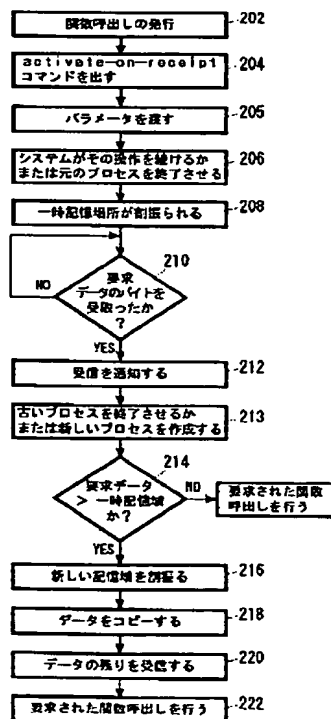 関数呼出しの発行
202
activate-on-receipt
コマンドを出す
204
パラメータを渡す
205
システムがその操作を続けるか
または元のプロセスを終了させる
206
一時記憶場所が割振られる
208
要求
データのバイトを
受取ったか
?
210
NO
YES
受信を通知する
212
古いプロセスを終了させるか
または新しいプロセスを作成する
213
要求データ
> 一時記憶域
か?
214
NO
要求された関数
呼出しを行う
YES
新しい記憶域を割振る
216
データをコピーする
218
データの残りを受信する
220
要求された関数呼出しを行う
222